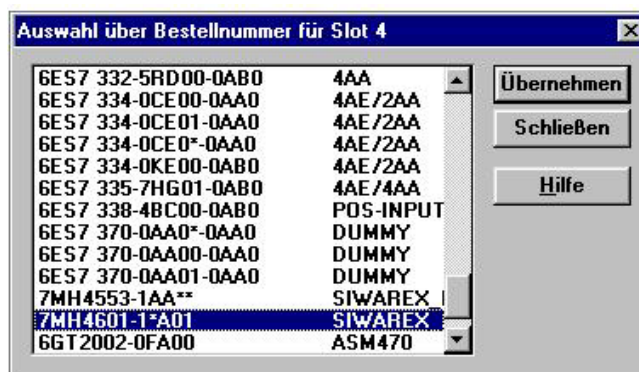 Auswahl über Bestellnummer für Slot 4
6ES7 332-5RD00-0AB0 4AA
6ES7 334-0CE00-0AA0 4AE/2AA
6ES7 334-0CE01-0AA0 4AE/2AA
6ES7 334-0CE0*-0AA0 4AE/2AA
6ES7 334-0KE00-0AB0 4AE/2AA
6ES7 335-7HG01-0AB0 4AE/4AA
6ES7 338-4BC00-0AB0 POS-INPUT
6ES7 370-0AA0*-0AA0 DUMMY
6ES7 370-0AA00-0AA0 DUMMY
6ES7 370-0AA01-0AA0 DUMMY
7MH4553-1AA** SIWAREX_
7MH4601-1*A01 SIWAREX
6GT2002-0FA00 ASM470
Übernehmen
Schließen
Hilfe